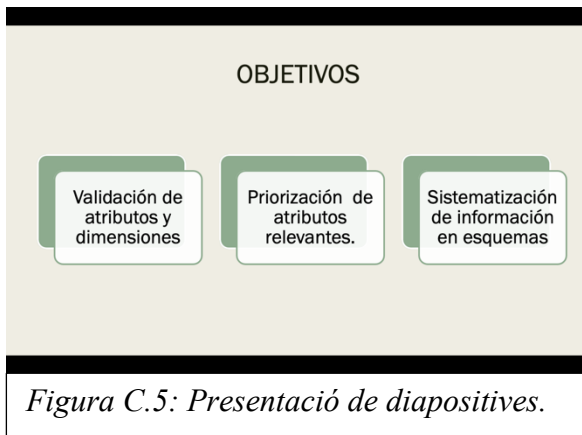 OBJETIVOS
Validación de
atributos y
dimensiones
Priorización de
atributos
relevantes.
Sistematización
de información
en esquemas
Figura C.5: Presentació de diapositives.